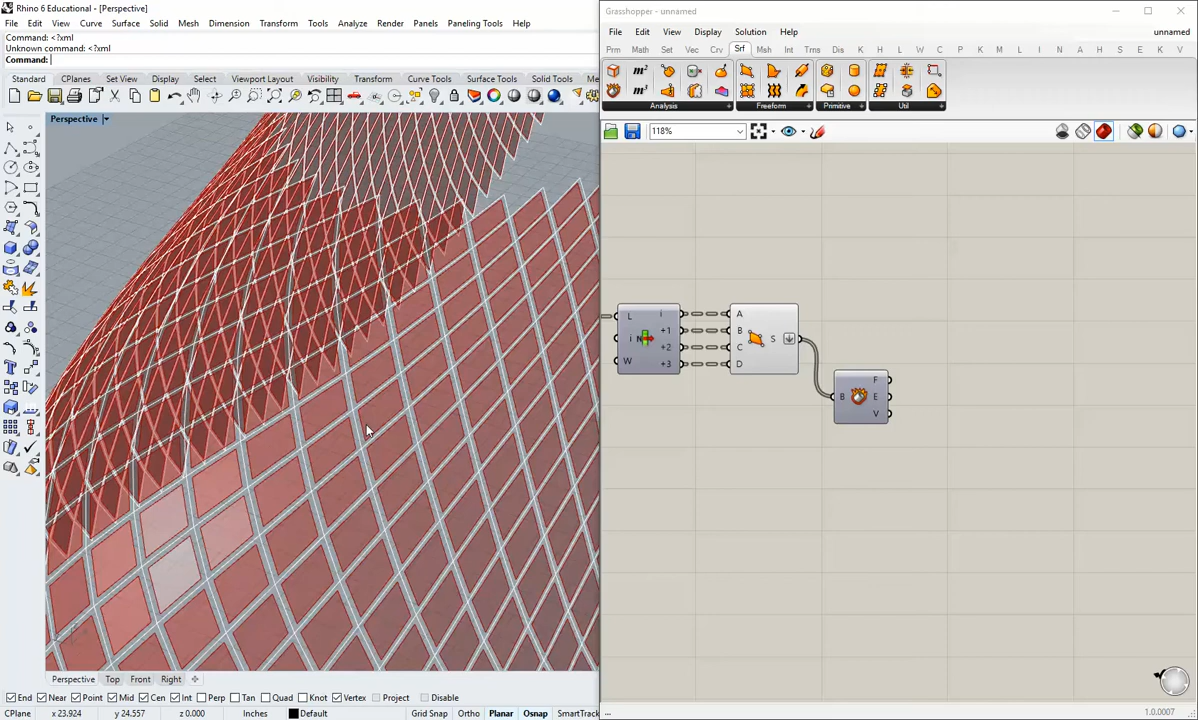 Rhino 6 Educational - [Perspective]
File Edit View Curve Surface Solid Mesh Dimension Transform Tools Analyze Render Panels Paneling Tools Help
Command: <?xml
Unknown command: <?xml
Command:
Standard CPlanes Set View Display Select Viewport Layout Visibility Transform Curve Tools Surface Tools Solid Tools Me
Perspective
Perspective Top Front Right
End Near Point Mid Cen Int Perp Tan Quad Knot Vertex Project Disable
CPlane x 23.924 y 24.557 z 0.000 Inches Default Grid Snap Ortho Planar Osnap SmartTrack
Grasshopper - unnamed
File Edit View Display Solution Help unnamed
Prm Math Set Vec Crv Srf Msh Int Trns Dis K H L W C P K H E L D F A H S E K V
m²
m³
Analysis Freeform Primitive Util
118%
L i
i N +1
W +2
+3
A
B
C S
D
B F
E
V
... 1.0.0007